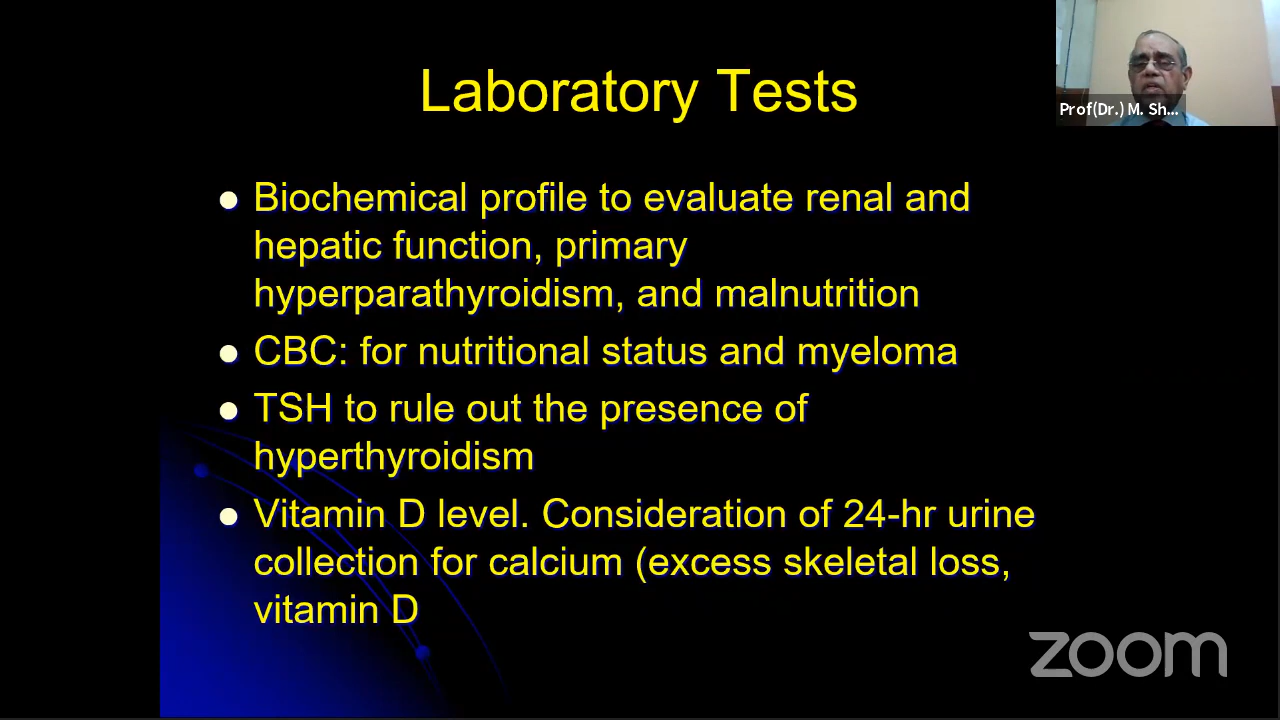 Laboratory Tests
Prof(Dr.) M. Sh...
Biochemical profile to evaluate renal and
hepatic function, primary
hyperparathyroidism, and malnutrition
CBC: for nutritional status and myeloma
TSH to rule out the presence of
hyperthyroidism
Vitamin D level. Consideration of 24-hr urine
collection for calcium (excess skeletal loss,
vitamin D
zoom